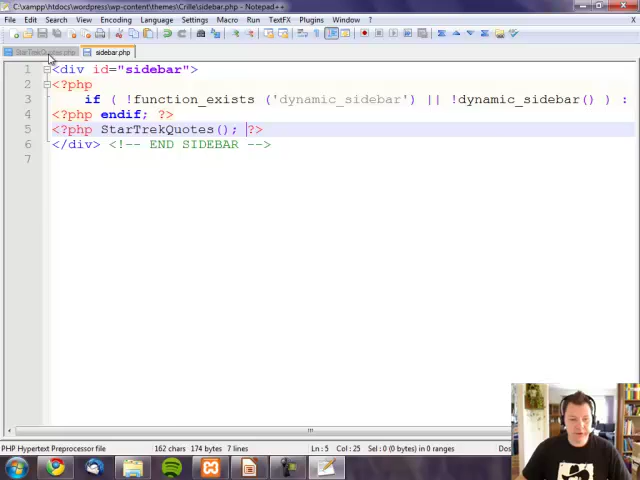 C:\xampp\htdocs\wordpress\wp-content\themes\Crille\sidebar.php - Notepad++
File Edit Search View Encoding Language Settings Macro Run TextFX Plugins Window ?
StarTrekQuotes.php sidebar.php
1 <div id="sidebar">
2 <?php
3 if ( !function_exists ('dynamic_sidebar') || !dynamic_sidebar() ) :
4 <?php endif; ?>
5 <?php StarTrekQuotes(); ?>
6 </div> <!-- END SIDEBAR -->
7
PHP Hypertext Preprocessor file 162 chars 174 bytes 7 lines Ln : 5 Col : 25 Sel : 0 (0 bytes) in 0 ranges Dos